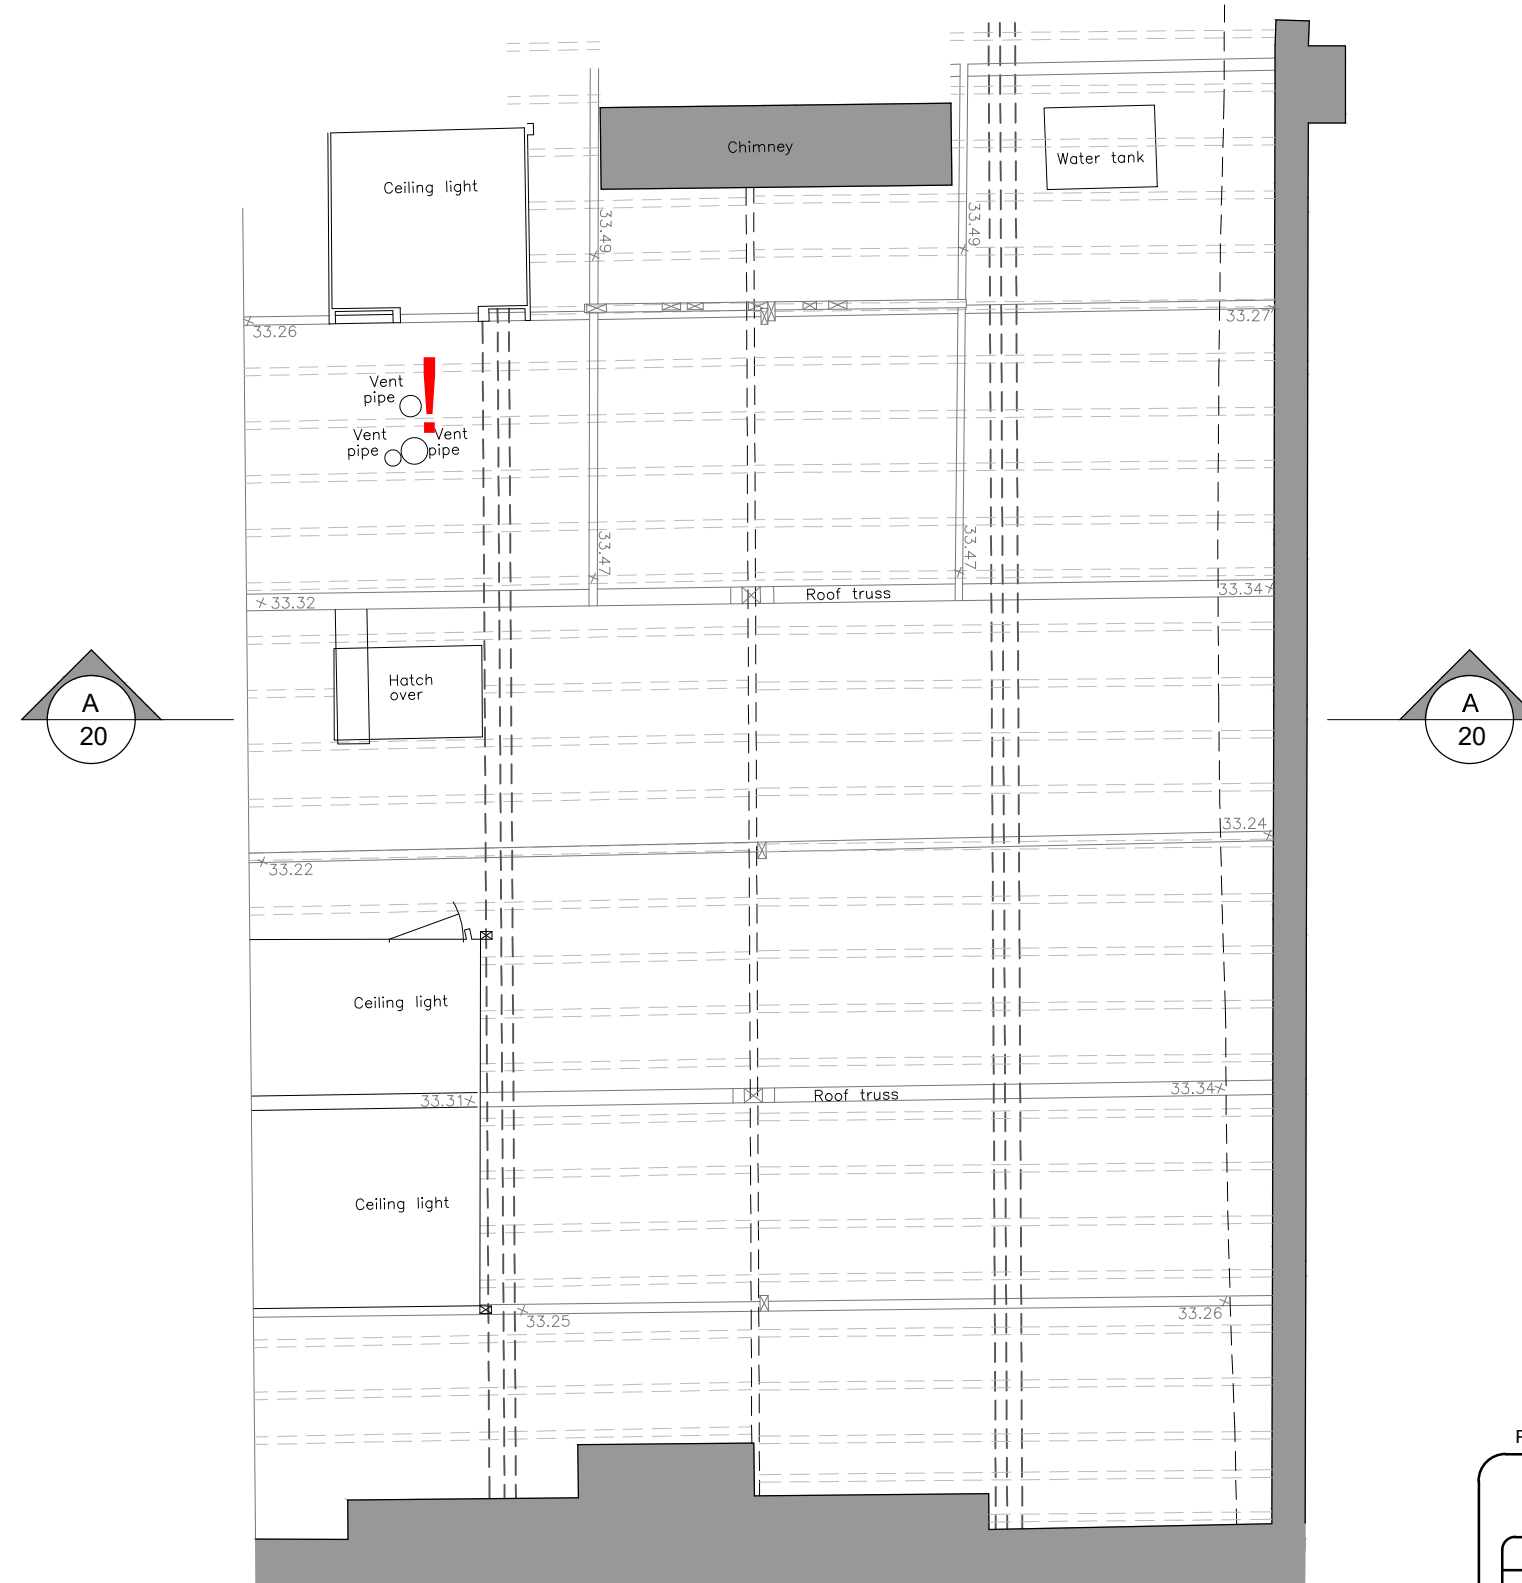 Chimney
Water tank
Ceiling light
33.49
33.49
33.26
33.27
Vent
pipe
Vent
pipe
Vent
pipe
!
33.47
33.47
Roof truss
33.32
33.34
Hatch
over
A
20
A
20
33.24
33.22
Ceiling light
33.31
Roof truss
33.34
Ceiling light
33.25
33.26